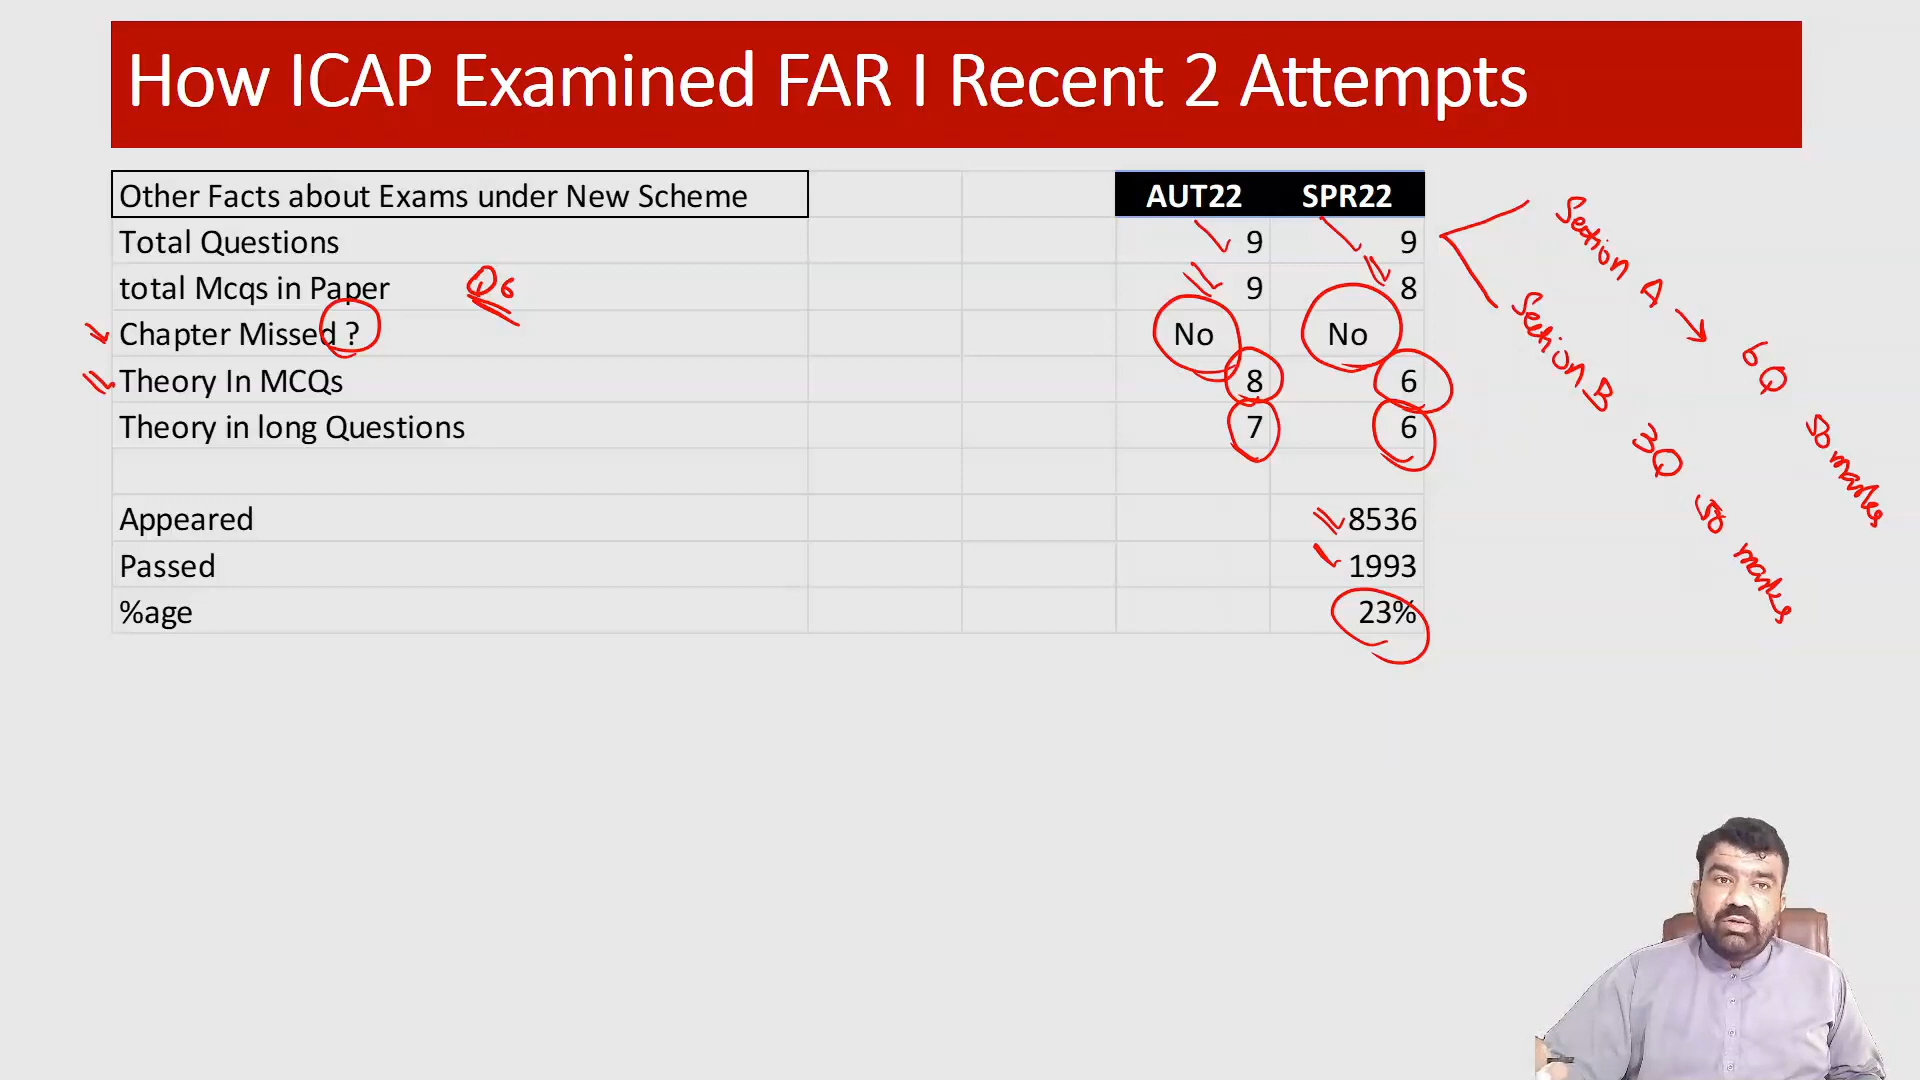 How ICAP Examined FAR I Recent 2 Attempts
Other Facts about Exams under New Scheme AUT22 SPR22
Total Questions 9 9
total Mcqs in Paper Q6 9 8
Chapter Missed ? No No
Theory In MCQs 8 6
Theory in long Questions 7 6
Appeared 8536
Passed 1993
%age 23%
Section A → 6Q 50 marks
Section B 3Q 50 marks